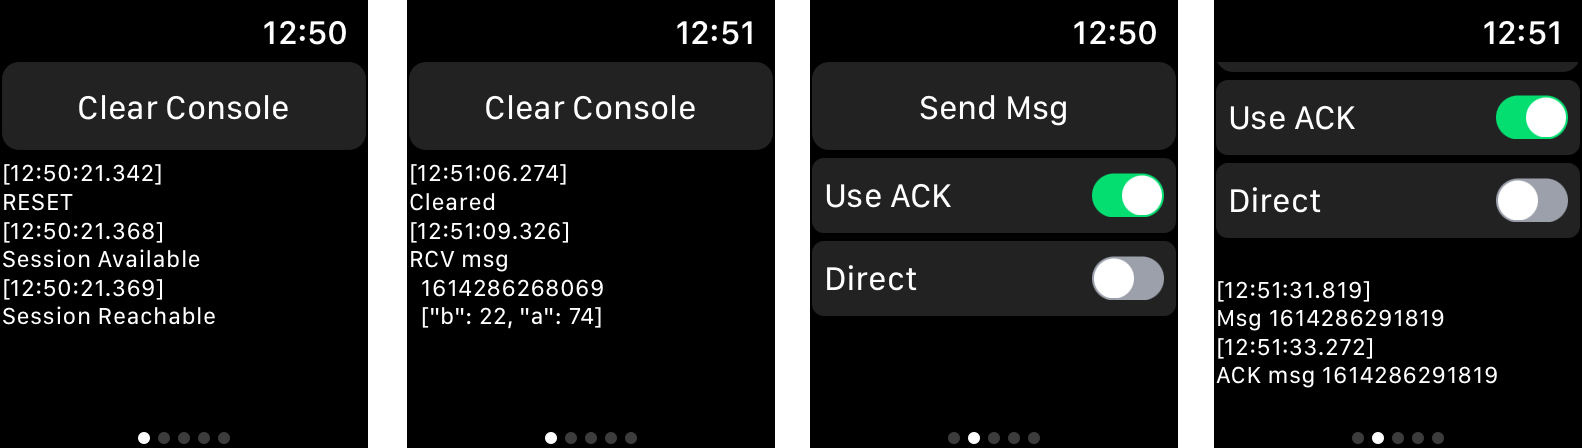 12:50
Clear Console
[12:50:21.342]
RESET
[12:50:21.368]
Session Available
[12:50:21.369]
Session Reachable
12:51
Clear Console
[12:51:06.274]
Cleared
[12:51:09.326]
RCV msg
1614286268069
["b": 22, "a": 74]
12:50
Send Msg
Use ACK
Direct
12:51
Use ACK
Direct
[12:51:31.819]
Msg 1614286291819
[12:51:33.272]
ACK msg 1614286291819